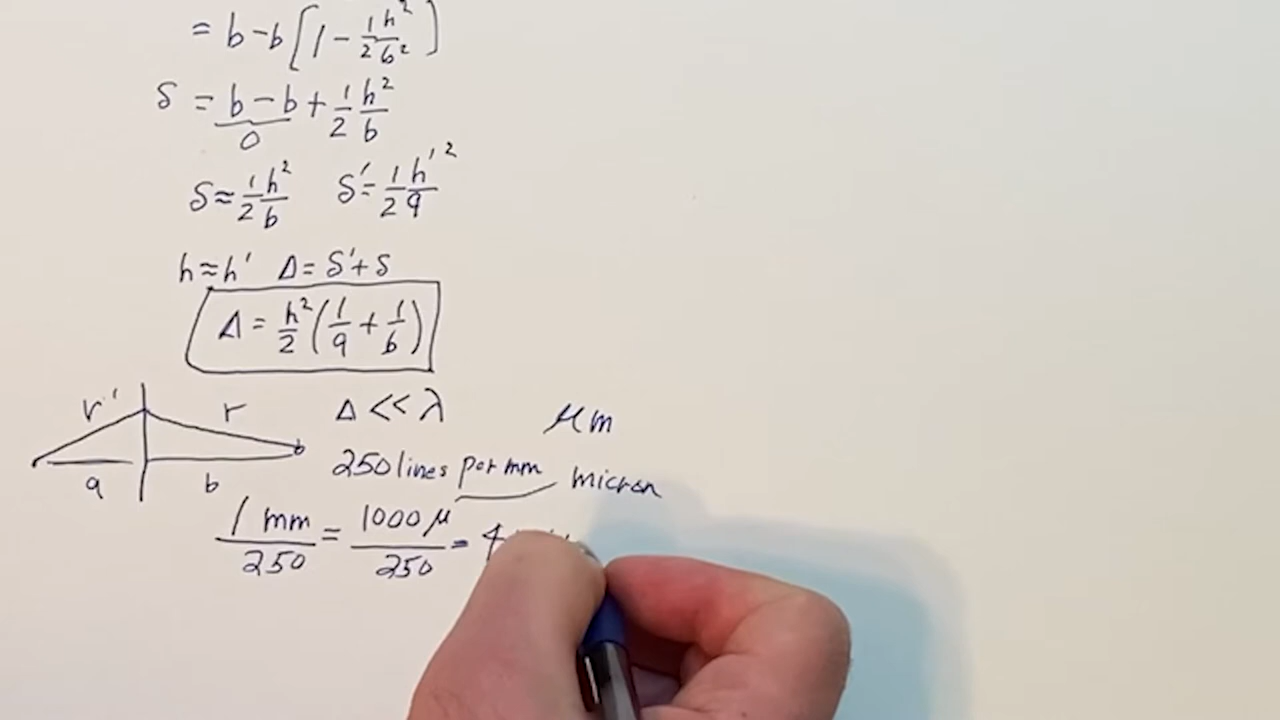 = b - b [1 - 1/2 h²/b²]
δ = b - b + 1/2 h²/b
0
δ ≈ 1/2 h²/b δ' = 1/2 h'²/a
h ≈ h' Δ = δ' + δ
Δ = h²/2 (1/a + 1/b)
r' r Δ << λ μm
250 lines per mm micron
a b
1 mm/250 = 1000 μ/250 = 4